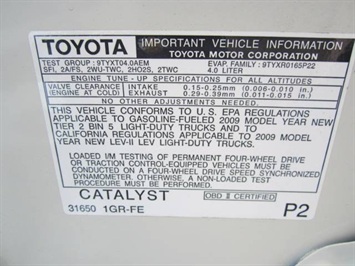 TOYOTA
IMPORTANT VEHICLE INFORMATION
TOYOTA MOTOR CORPORATION
TEST GROUP : 9TYXT04.0AEM EVAP. FAMILY : 9TYXR0165P22
SFI, 2A/FS, 2WU-TWC, 2HO2S, 2TWC 4.0 LITER
TUNE-UP SPECIFICATIONS FOR ALL ALTITUDES
VALVE CLEARANCE INTAKE 0.15-0.25mm (0.006-0.010 in.)
(ENGINE AT COLD) EXHAUST 0.29-0.39mm (0.011-0.015 in.)
NO OTHER ADJUSTMENTS NEEDED.
THIS VEHICLE CONFORMS TO U.S. EPA REGULATIONS
APPLICABLE TO GASOLINE-FUELED 2009 MODEL YEAR NEW
TIER 2 BIN 5 LIGHT-DUTY TRUCKS AND TO
CALIFORNIA REGULATIONS APPLICABLE TO 2009 MODEL
YEAR NEW LEV-II LEV LIGHT-DUTY TRUCKS.
LOADED I/M TESTING OF PERMANENT FOUR-WHEEL DRIVE
OR TRACTION CONTROL-EQUIPPED VEHICLES MUST BE
CONDUCTED ON A FOUR-WHEEL DRIVE SPEED SYNCHRONIZED
DYNAMOMETER. OTHERWISE, A NON-LOADED TEST
PROCEDURE MUST BE USED.
CATALYST OBD II CERTIFIED
31650 1GR-FE P2